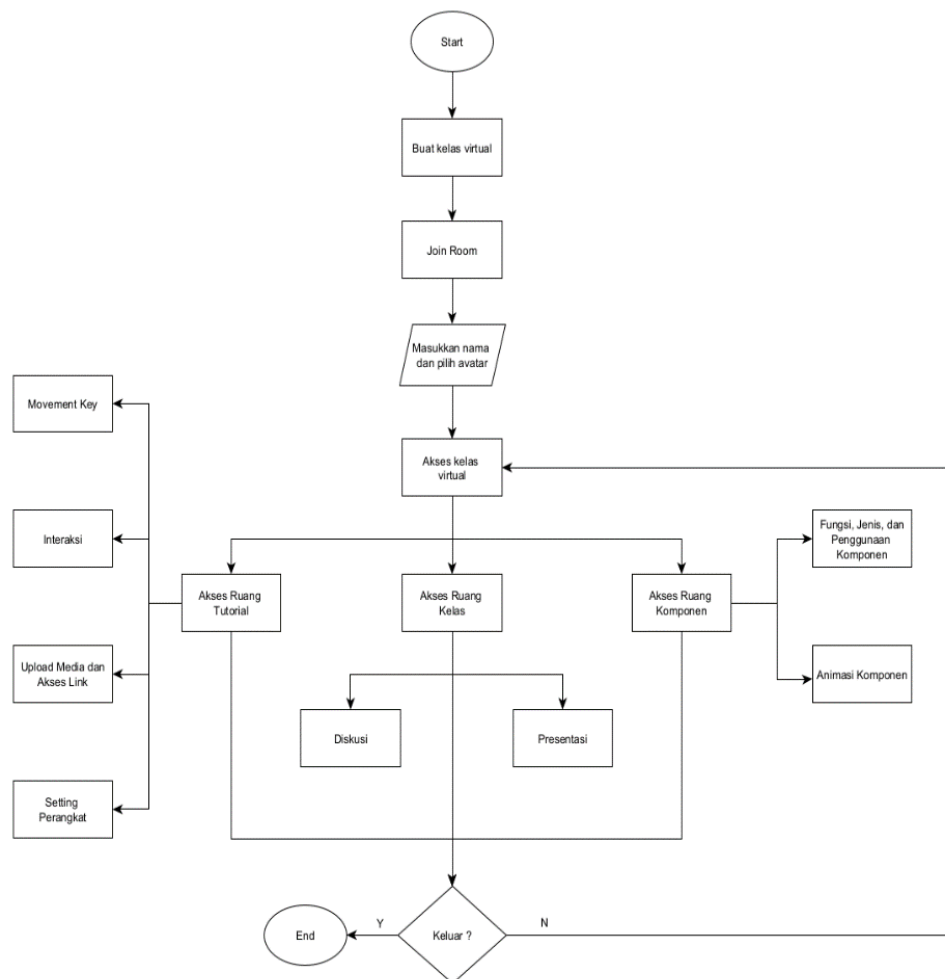 Start
Buat kelas virtual
Join Room
Masukkan nama
dan pilih avatar
Movement Key
Akses kelas
virtual
Interaksi
Fungsi, Jenis, dan
Penggunaan
Komponen
Akses Ruang
Tutorial
Akses Ruang
Kelas
Akses Ruang
Komponen
Upload Media dan
Akses Link
Animasi Komponen
Diskusi
Presentasi
Setting
Perangkat
End
Y
Keluar ?
N